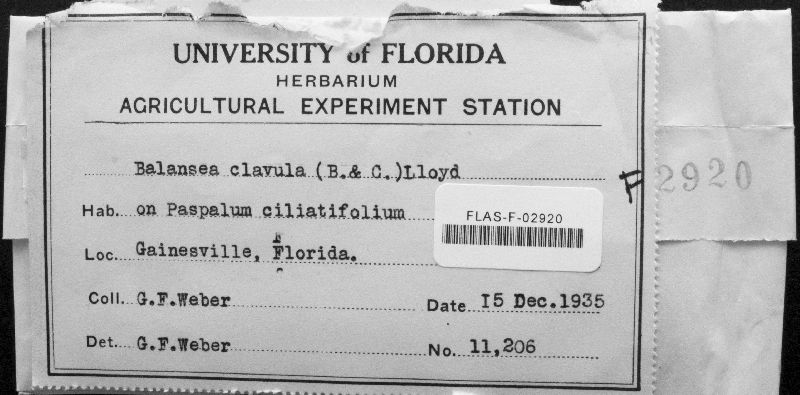 UNIVERSITY of FLORIDA
HERBARIUM
AGRICULTURAL EXPERIMENT STATION
Balansea clavula (B.& C.)Lloyd
F 2920
Hab. on Paspalum ciliatifolium
FLAS-F-02920
Loc. Gainesville, Florida.
Coll. G.F.Weber Date I5 Dec.1935
Det. G.F.Weber No. 11,206